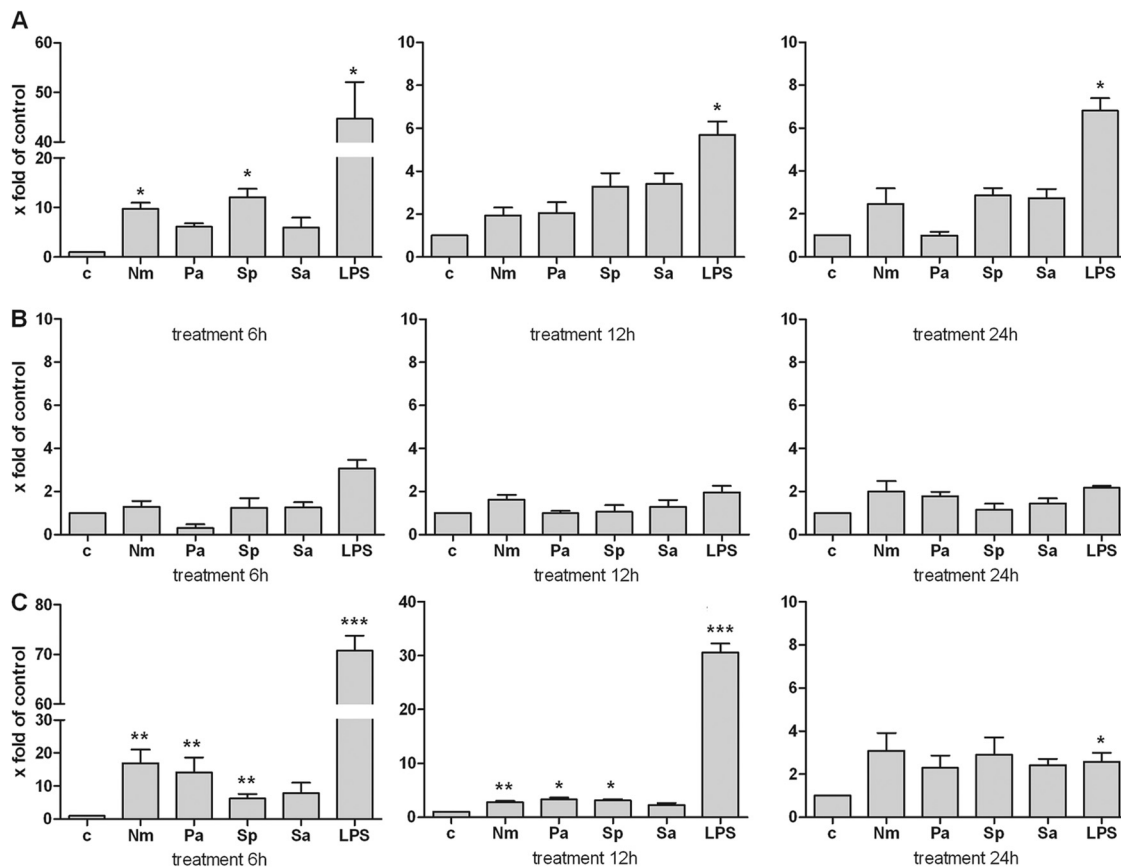 A
x fold of control
60
50
40
20
10
0
c Nm Pa Sp Sa LPS
* * *
10
8
6
4
2
0
c Nm Pa Sp Sa LPS
*
10
8
6
4
2
0
c Nm Pa Sp Sa LPS
*
B
treatment 6h treatment 12h treatment 24h
x fold of control
10
8
6
4
2
0
c Nm Pa Sp Sa LPS
treatment 6h
10
8
6
4
2
0
c Nm Pa Sp Sa LPS
treatment 12h
10
8
6
4
2
0
c Nm Pa Sp Sa LPS
treatment 24h
C
x fold of control
80
70
60
30
20
10
0
** ** ** ***
c Nm Pa Sp Sa LPS
treatment 6h
40
30
20
10
0
** * * ***
c Nm Pa Sp Sa LPS
treatment 12h
10
8
6
4
2
0
*
c Nm Pa Sp Sa LPS
treatment 24h